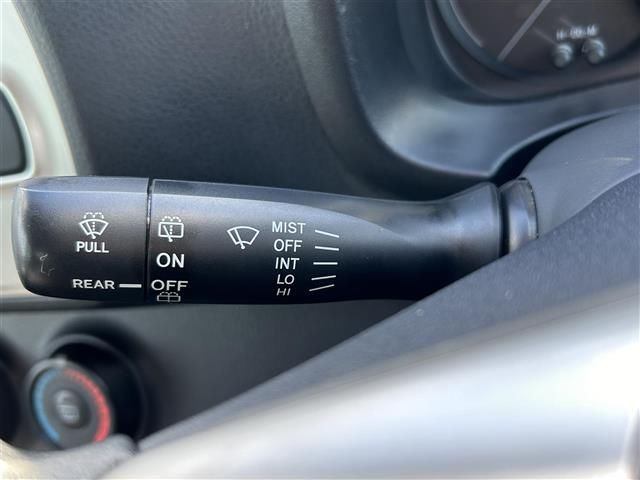 PULL
REAR
ON
OFF
MIST
OFF
INT
LO
HI